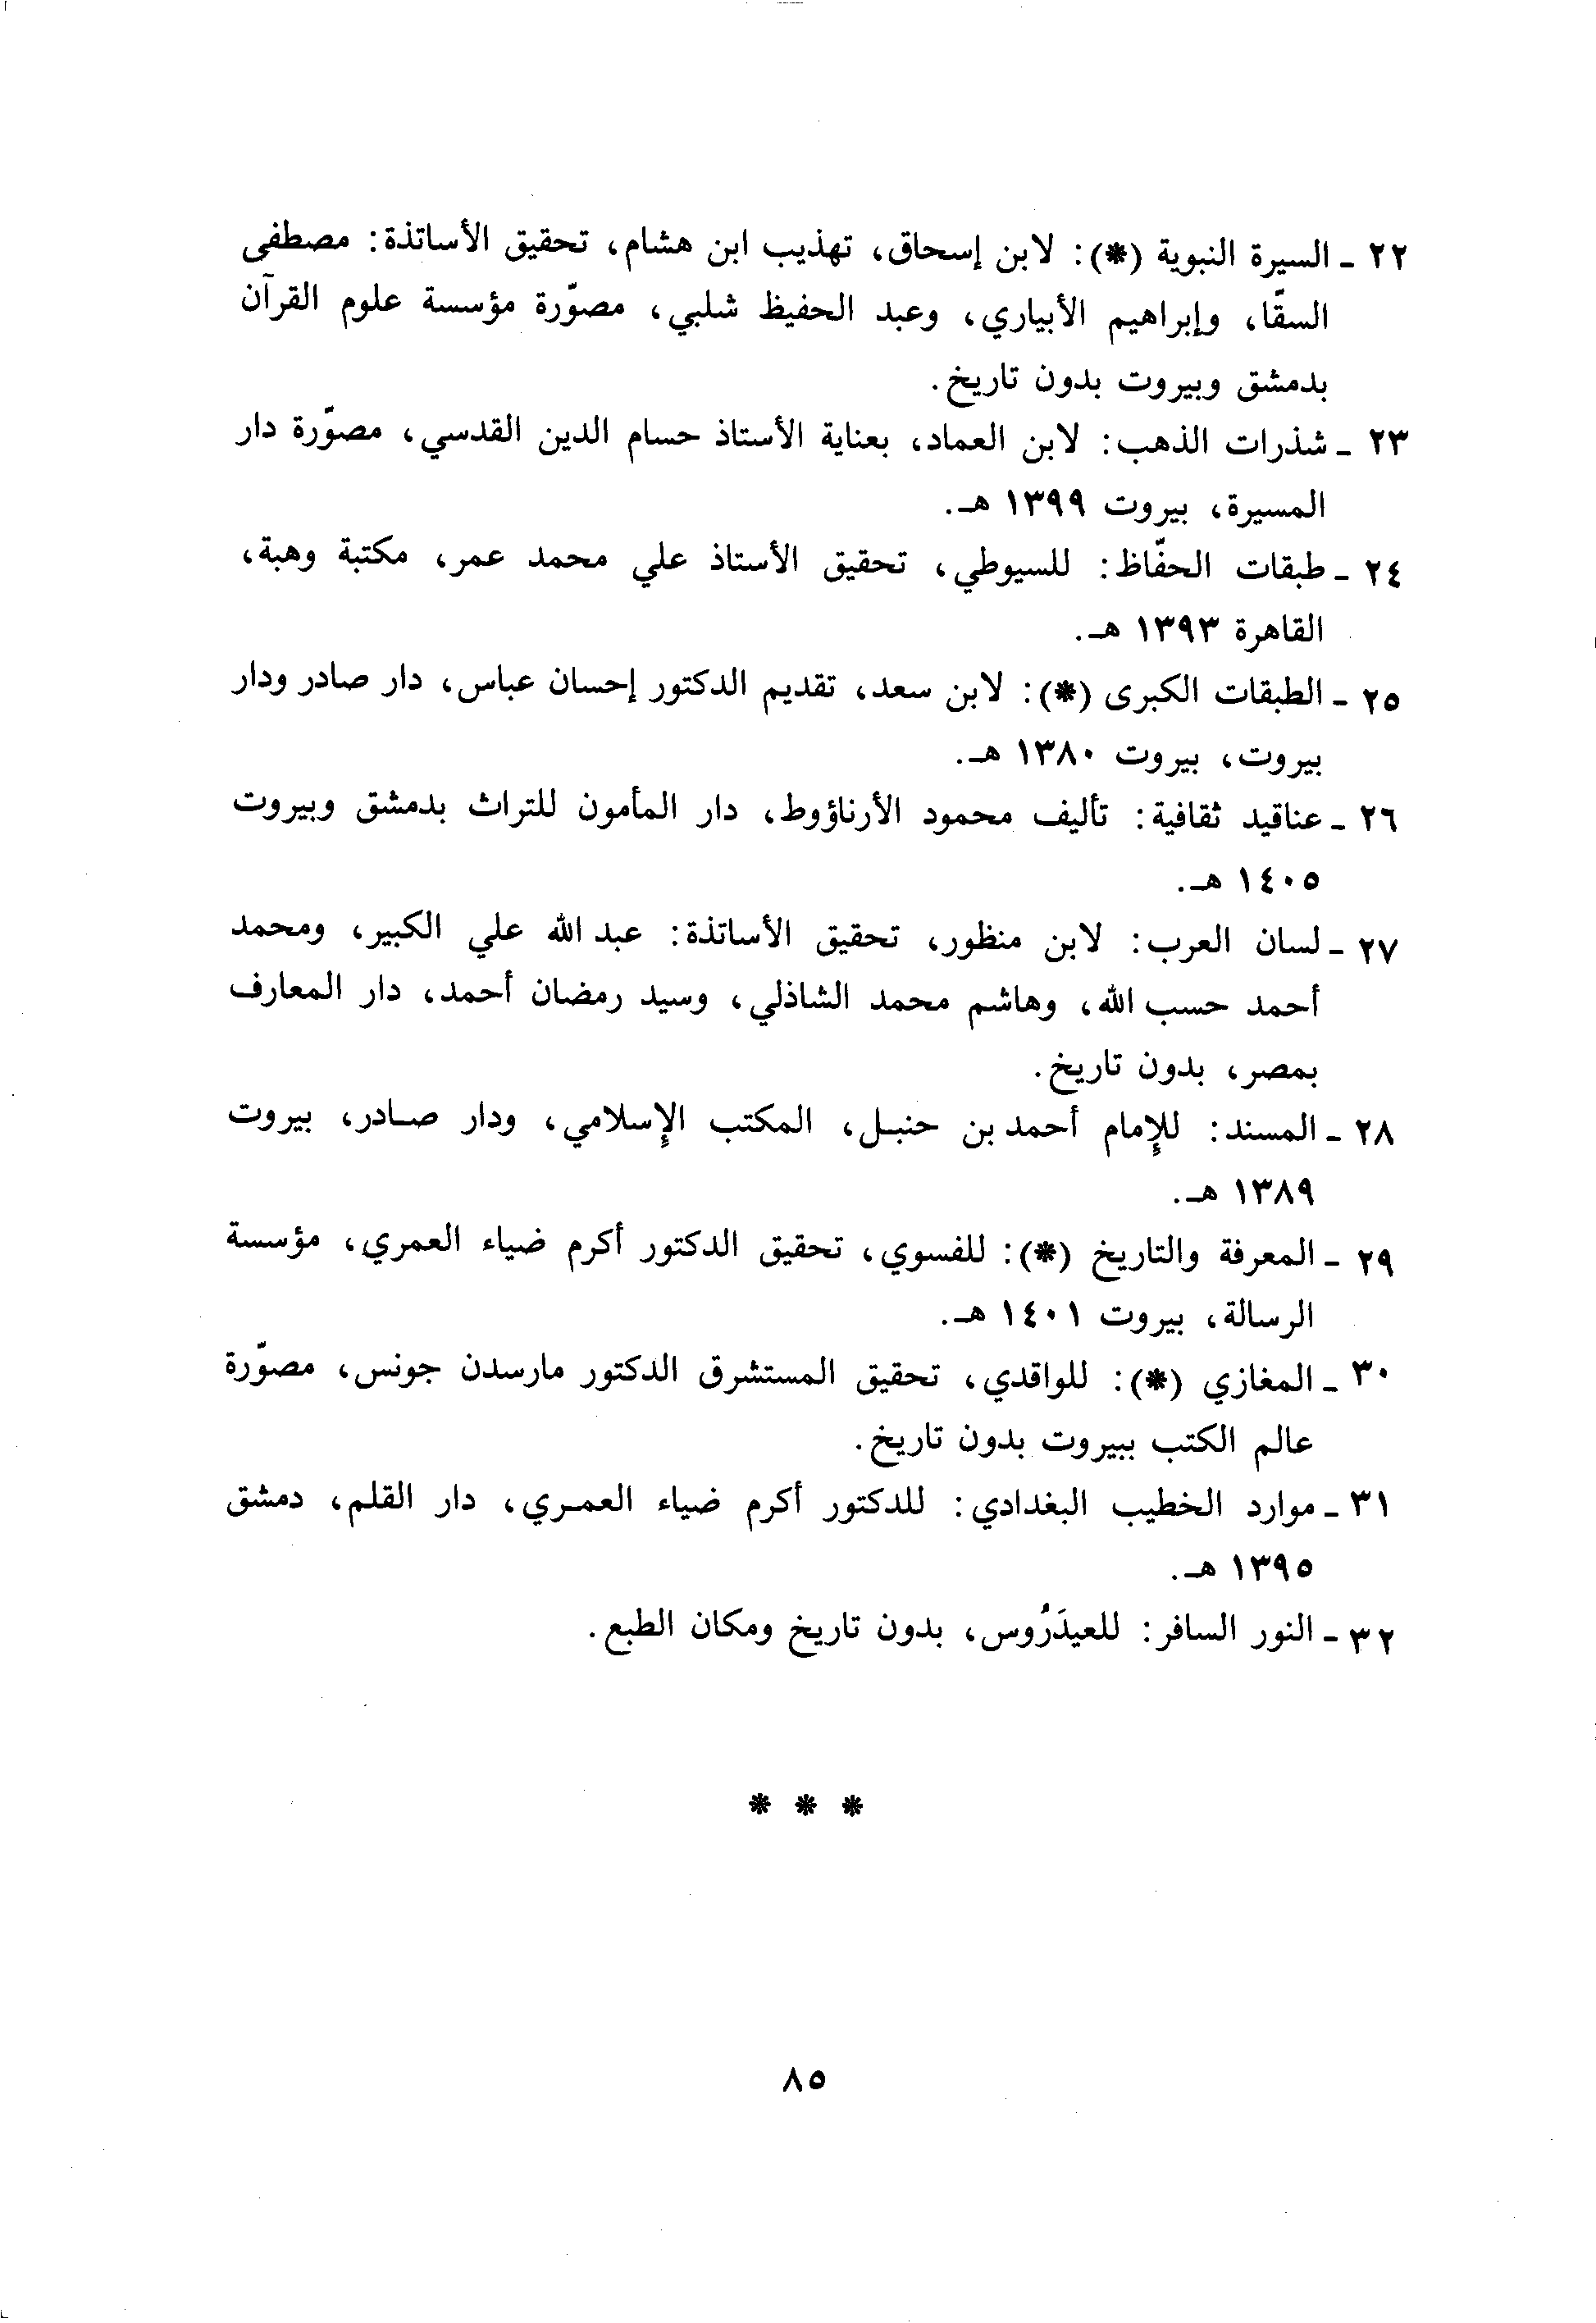 ٢٢ ـ السيرة النبوية (*): لابن إسحاق، تهذيب ابن هشام، تحقيق الأساتذة: مصطفى
السقّا، وإبراهيم الأبياري، وعبد الحفيظ شلبي، مصوّرة مؤسسة علوم القرآن
بدمشق وبيروت بدون تاريخ.
٢٣ ـ شذرات الذهب: لابن العماد، بعناية الأستاذ حسام الدين القدسي، مصوّرة دار
المسيرة، بيروت ١٣٩٩ هـ.
٢٤ ـ طبقات الحفّاظ: للسيوطي، تحقيق الأستاذ علي محمد عمر، مكتبة وهبة،
القاهرة ١٣٩٣ هـ.
٢٥ ـ الطبقات الكبرى (*): لابن سعد، تقديم الدكتور إحسان عباس، دار صادر ودار
بيروت، بيروت ١٣٨٠ هـ.
٢٦ ـ عناقيد ثقافية: تأليف محمود الأرناؤوط، دار المأمون للتراث بدمشق وبيروت
١٤٠٥ هـ.
٢٧ ـ لسان العرب: لابن منظور، تحقيق الأساتذة: عبد الله علي الكبير، ومحمد
أحمد حسب الله، وهاشم محمد الشاذلي، وسيد رمضان أحمد، دار المعارف
بمصر، بدون تاريخ.
٢٨ ـ المسند: للإمام أحمد بن حنبـل، المكتب الإسلامي، ودار صـادر، بيروت
١٣٨٩ هـ.
٢٩ ـ المعرفة والتاريخ (*): للفسوي، تحقيق الدكتور أكرم ضياء العمري، مؤسسة
الرسالة، بيروت ١٤٠١ هـ.
٣٠ ـ المغازي (*): للواقدي، تحقيق المستشرق الدكتور مارسدن جونس، مصوّرة
عالم الكتب ببيروت بدون تاريخ.
٣١ ـ موارد الخطيب البغدادي: للدكتور أكرم ضياء العمـري، دار القلم، دمشق
١٣٩٥ هـ.
٣٢ ـ النور السافر: للعيدَرُوس، بدون تاريخ ومكان الطبع.
* * *
٨٥